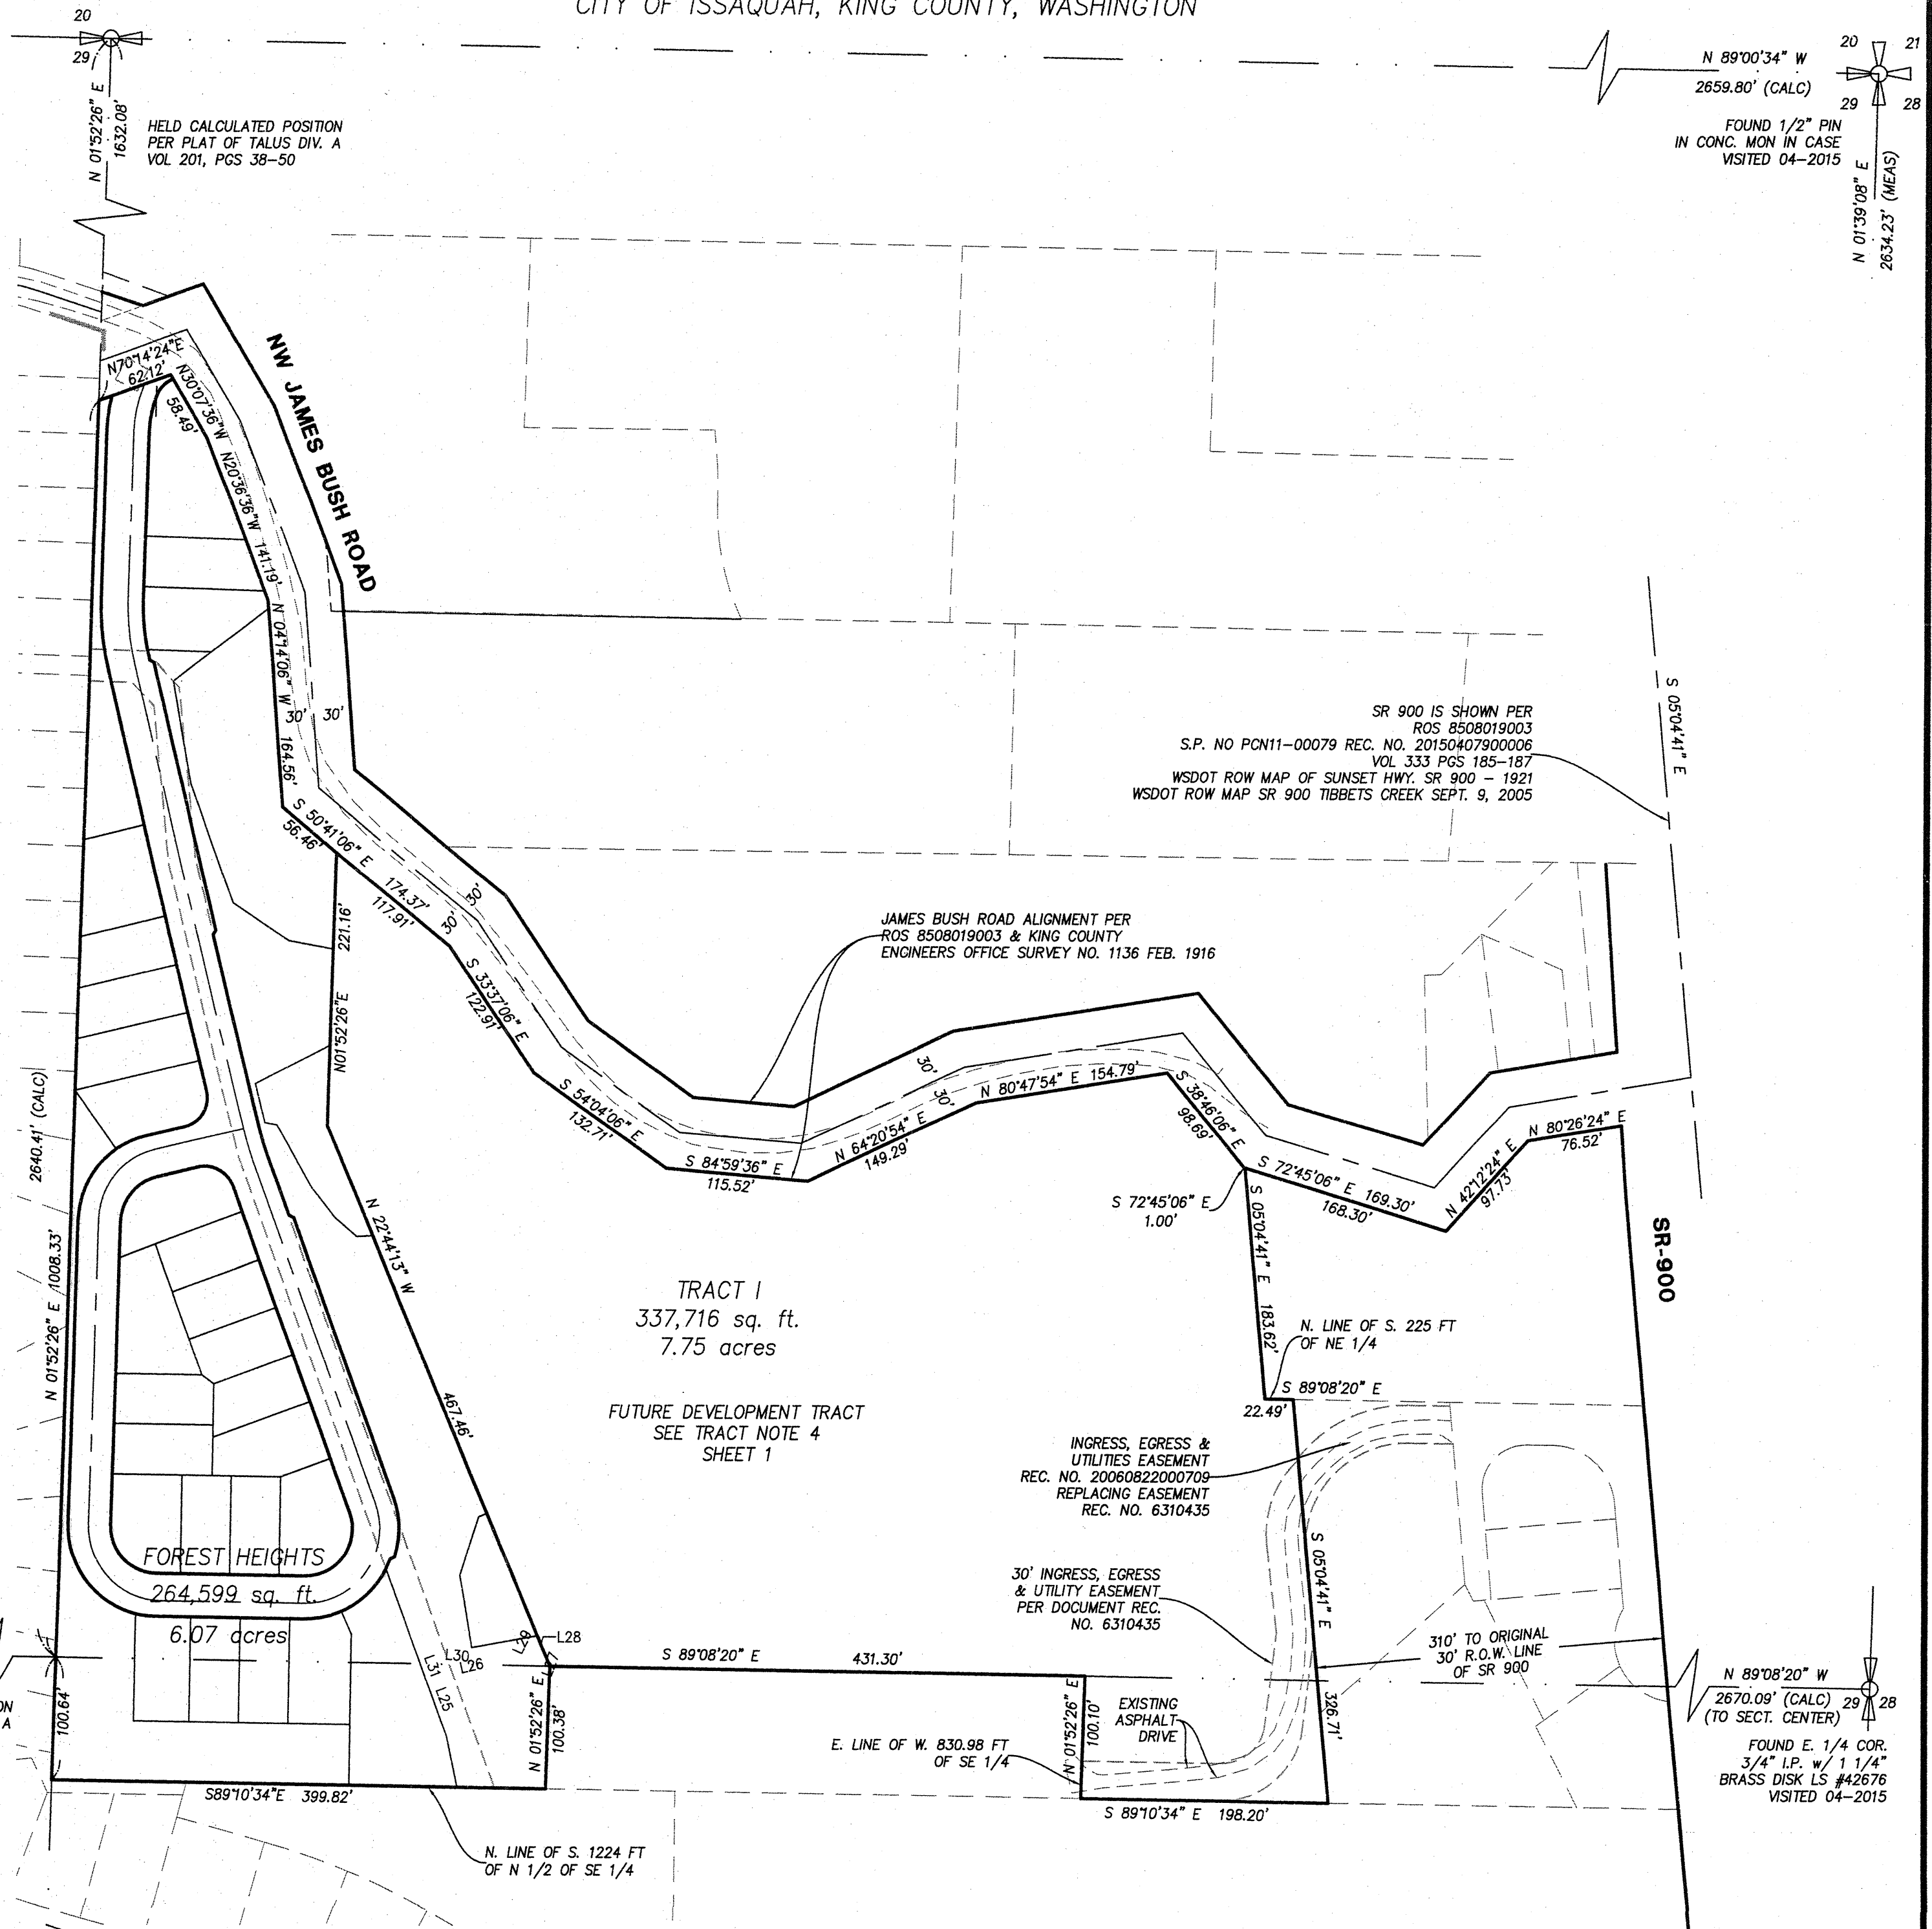 CITY OF ISSAQUAH, KING COUNTY, WASHINGTON
20
29
N 01°52'26" E
1632.08'
HELD CALCULATED POSITION
PER PLAT OF TALUS DIV. A
VOL 201, PGS 38-50
N 89°00'34" W
2659.80' (CALC)
20
21
29
28
FOUND 1/2" PIN
IN CONC. MON IN CASE
VISITED 04-2015
N 01°39'08" E
2634.23' (MEAS)
NW JAMES BUSH ROAD
N70°14'24"E
62.12'
N30°07'36"W
58.49'
N20°36'36"W 141.19'
N 04°14'06" W 164.56'
30'
30'
S 50°41'06" E
56.46'
174.37'
117.91'
30'
30'
S 33°37'06" E
122.91'
S 54°04'06" E
132.71'
S 84°59'36" E
115.52'
N 64°20'54" E
149.29'
30'
30'
N 80°47'54" E 154.79'
S 38°46'06" E
98.69'
S 72°45'06" E 169.30'
168.30'
N 42°12'24" E
97.73'
N 80°26'24" E
76.52'
S 72°45'06" E
1.00'
SR 900 IS SHOWN PER
ROS 8508019003
S.P. NO PCN11-00079 REC. NO. 20150407900006
VOL 333 PGS 185-187
WSDOT ROW MAP OF SUNSET HWY. SR 900 - 1921
WSDOT ROW MAP SR 900 TIBBETS CREEK SEPT. 9, 2005
S 05°04'41" E
SR-900
JAMES BUSH ROAD ALIGNMENT PER
ROS 8508019003 & KING COUNTY
ENGINEERS OFFICE SURVEY NO. 1136 FEB. 1916
N01°52'26"E 221.16'
N 22°44'13" W 467.46'
2640.41' (CALC)
N 01°52'26" E 1008.33'
TRACT I
337,716 sq. ft.
7.75 acres
FUTURE DEVELOPMENT TRACT
SEE TRACT NOTE 4
SHEET 1
S 05°04'41" E 183.62'
N. LINE OF S. 225 FT
OF NE 1/4
S 89°08'20" E
22.49'
INGRESS, EGRESS &
UTILITIES EASEMENT
REC. NO. 20060822000709
REPLACING EASEMENT
REC. NO. 6310435
S 05°04'41" E
326.71'
30' INGRESS, EGRESS
& UTILITY EASEMENT
PER DOCUMENT REC.
NO. 6310435
310' TO ORIGINAL
30' R.O.W. LINE
OF SR 900
FOREST HEIGHTS
264,599 sq. ft.
6.07 acres
L29
L28
L30
L26
L31
L25
S 89°08'20" E 431.30'
N 01°52'26" E
100.38'
N 01°52'26" E
100.10'
EXISTING
ASPHALT
DRIVE
E. LINE OF W. 830.98 FT
OF SE 1/4
N 89°08'20" W
2670.09' (CALC)
(TO SECT. CENTER)
29
28
FOUND E. 1/4 COR.
3/4" I.P. w/ 1 1/4"
BRASS DISK LS #42676
VISITED 04-2015
ON
A
100.64'
S89°10'34"E 399.82'
S 89°10'34" E 198.20'
N. LINE OF S. 1224 FT
OF N 1/2 OF SE 1/4